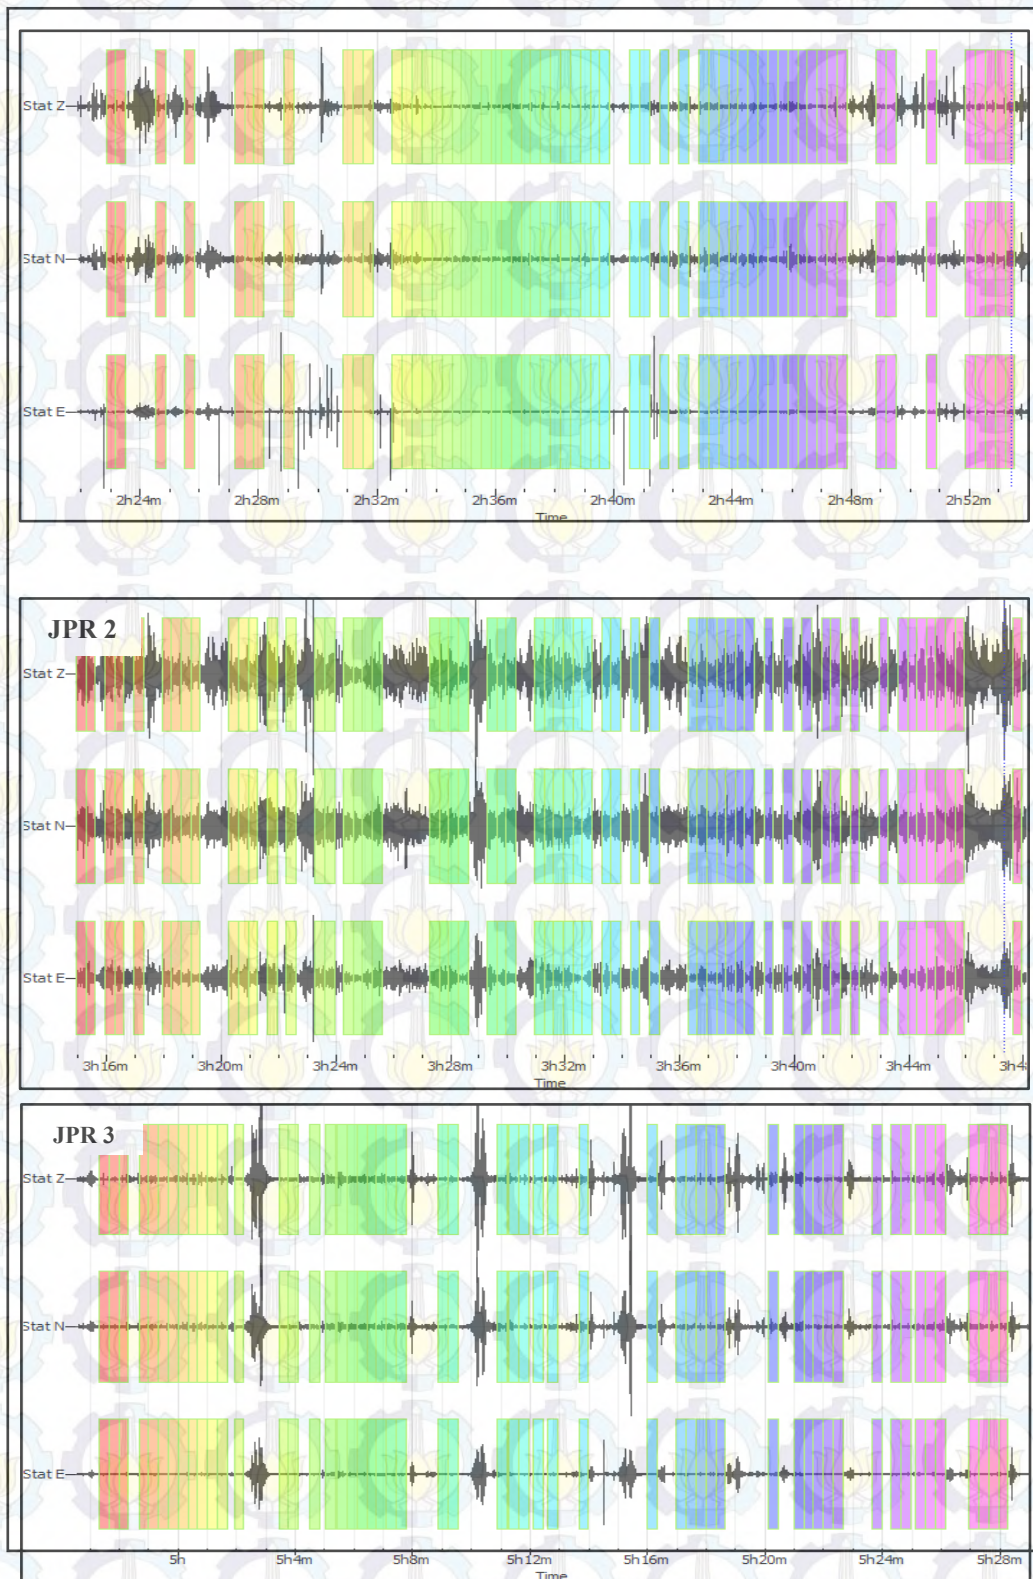 Stat Z
Stat N
Stat E
2h24m 2h28m 2h32m 2h36m 2h40m 2h44m 2h48m 2h52m
Time
JPR 2
Stat Z
Stat N
Stat E
3h16m 3h20m 3h24m 3h28m 3h32m 3h36m 3h40m 3h44m 3h48
Time
JPR 3
Stat Z
Stat N
Stat E
5h 5h4m 5h8m 5h12m 5h16m 5h20m 5h24m 5h28m
Time